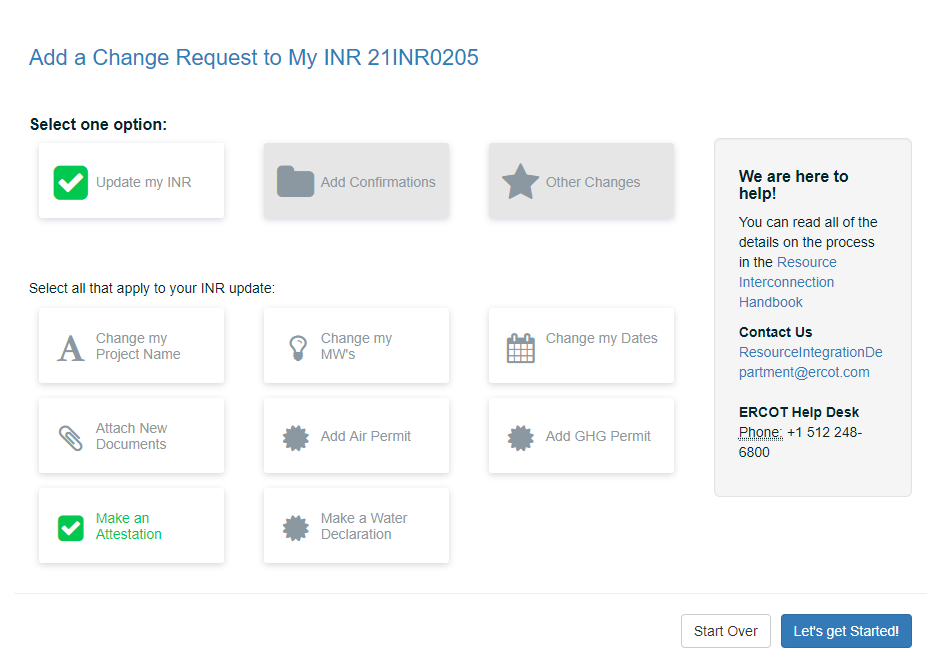 Add a Change Request to My INR 21INR0205
Select one option:
Update my INR
Add Confirmations
Other Changes
Select all that apply to your INR update:
Change my
Project Name
Change my
MW's
Change my Dates
Attach New
Documents
Add Air Permit
Add GHG Permit
Make an
Attestation
Make a Water
Declaration
We are here to
help!
You can read all of the
details on the process
in the Resource
Interconnection
Handbook
Contact Us
ResourceIntegrationDe
partment@ercot.com
ERCOT Help Desk
Phone: +1 512 248-
6800
Start Over
Let's get Started!